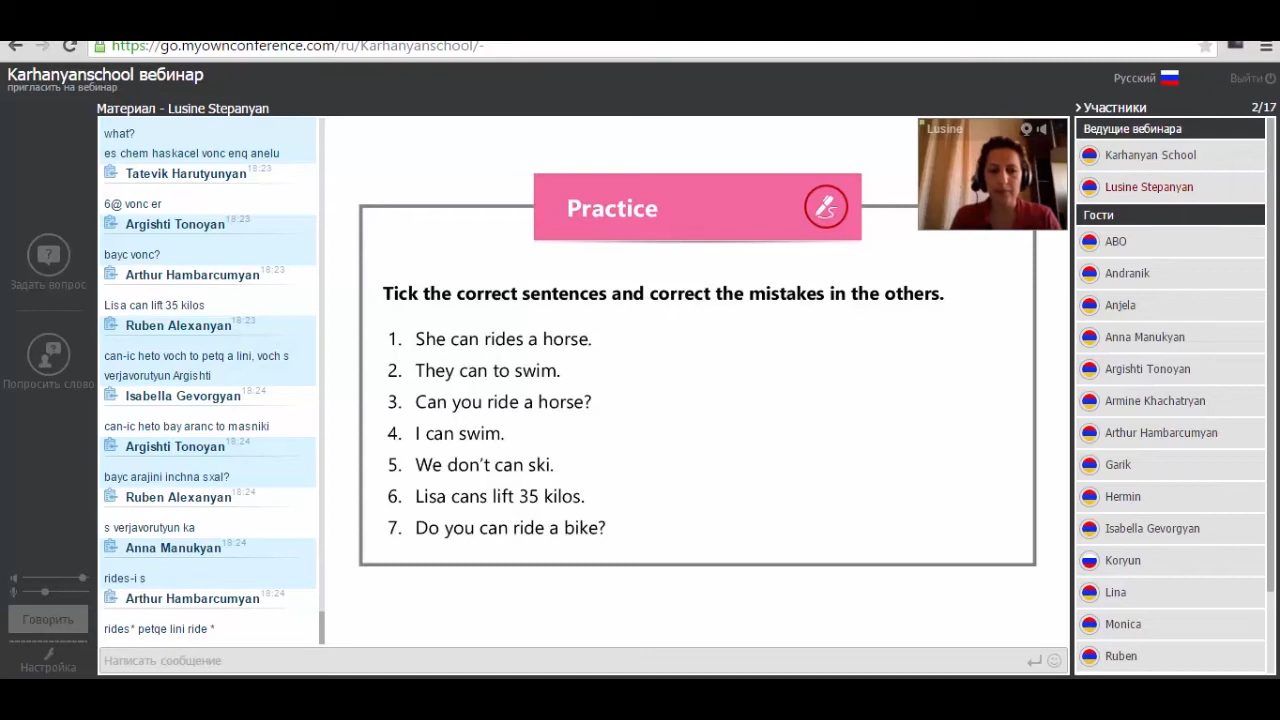 https://go.myownconference.com/ru/Karhanyanschool/-
Karhanyanschool вебинар
пригласить на вебинар
Русский
Выйти
Материал - Lusine Stepanyan
what?
es chem haskacel vonc enq anelu
Tatevik Harutyunyan 18:23
6@ vonc er
Argishti Tonoyan 18:23
bayc vonc?
Arthur Hambarcumyan 18:23
Lisa can lift 35 kilos
Ruben Alexanyan 18:23
can-ic heto voch to petq a lini, voch s
verjavorutyun Argishti
Isabella Gevorgyan 18:24
can-ic heto bay aranc to masniki
Argishti Tonoyan 18:24
bayc arajini inchna sxal?
Ruben Alexanyan 18:24
s verjavorutyun ka
Anna Manukyan 18:24
rides-i s
Arthur Hambarcumyan 18:24
rides* petqe lini ride *
Написать сообщение
Задать вопрос
Попросить слово
Говорить
Настройка
Practice
Tick the correct sentences and correct the mistakes in the others.
1. She can rides a horse.
2. They can to swim.
3. Can you ride a horse?
4. I can swim.
5. We don't can ski.
6. Lisa cans lift 35 kilos.
7. Do you can ride a bike?
Lusine
Участники 2/17
Ведущие вебинара
Karhanyan School
Lusine Stepanyan
Гости
ABO
Andranik
Anjela
Anna Manukyan
Argishti Tonoyan
Armine Khachatryan
Arthur Hambarcumyan
Garik
Hermin
Isabella Gevorgyan
Koryun
Lina
Monica
Ruben